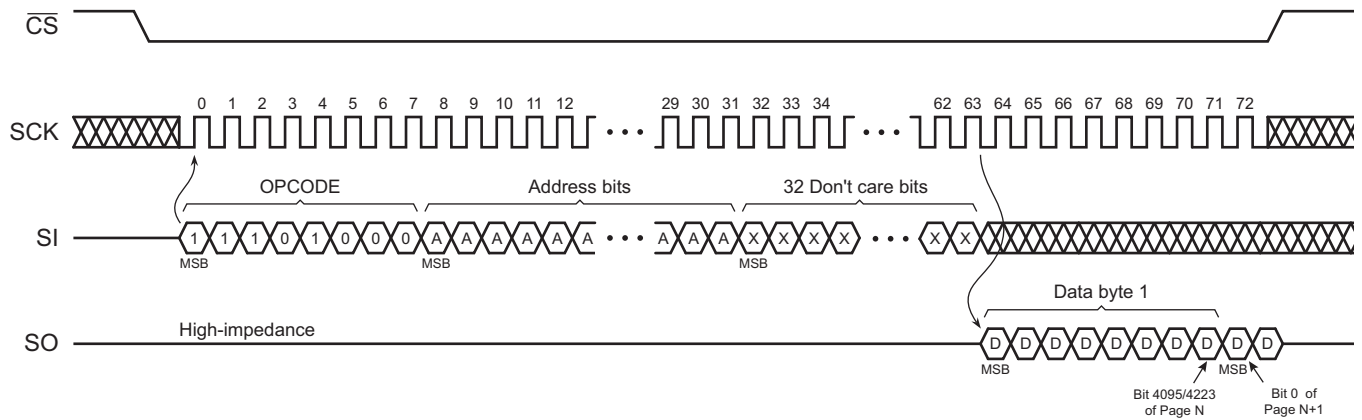 CS
0 1 2 3 4 5 6 7 8 9 10 11 12 29 30 31 32 33 34 62 63 64 65 66 67 68 69 70 71 72
SCK
OPCODE Address bits 32 Don't care bits
SI 1 1 1 0 1 0 0 0 A A A A A A A A A X X X X X X
MSB MSB MSB
Data byte 1
High-impedance
SO D D D D D D D D D D
MSB MSB
Bit 4095/4223
of Page N
Bit 0 of
Page N+1